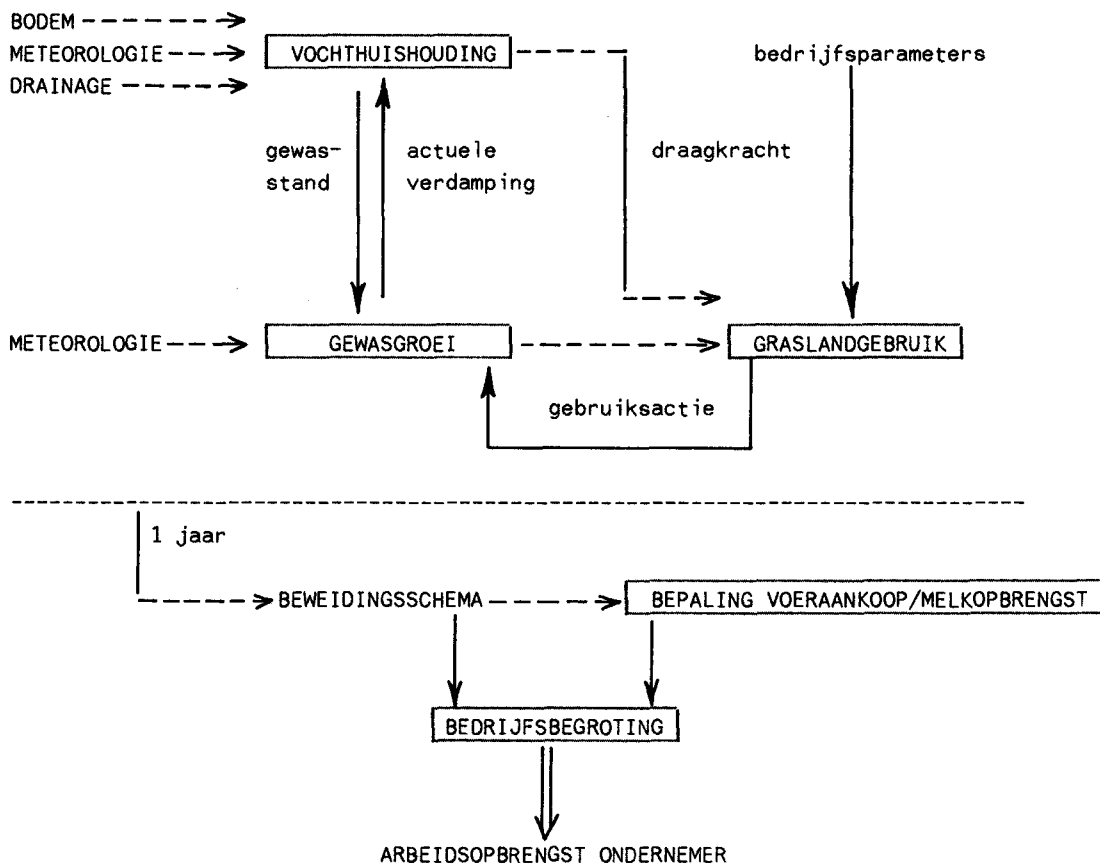 BODEM
METEOROLOGIE
VOCHTHUISHOUDING
bedrijfsparameters
DRAINAGE
gewas-
stand
actuele
verdamping
draagkracht
METEOROLOGIE
GEWASGROEI
GRASLANDGEBRUIK
gebruiksactie
1 jaar
BEWEIDINGSSCHEMA
BEPALING VOERAANKOOP/MELKOPBRENGST
BEDRIJFSBEGROTING
ARBEIDSOPBRENGST ONDERNEMER